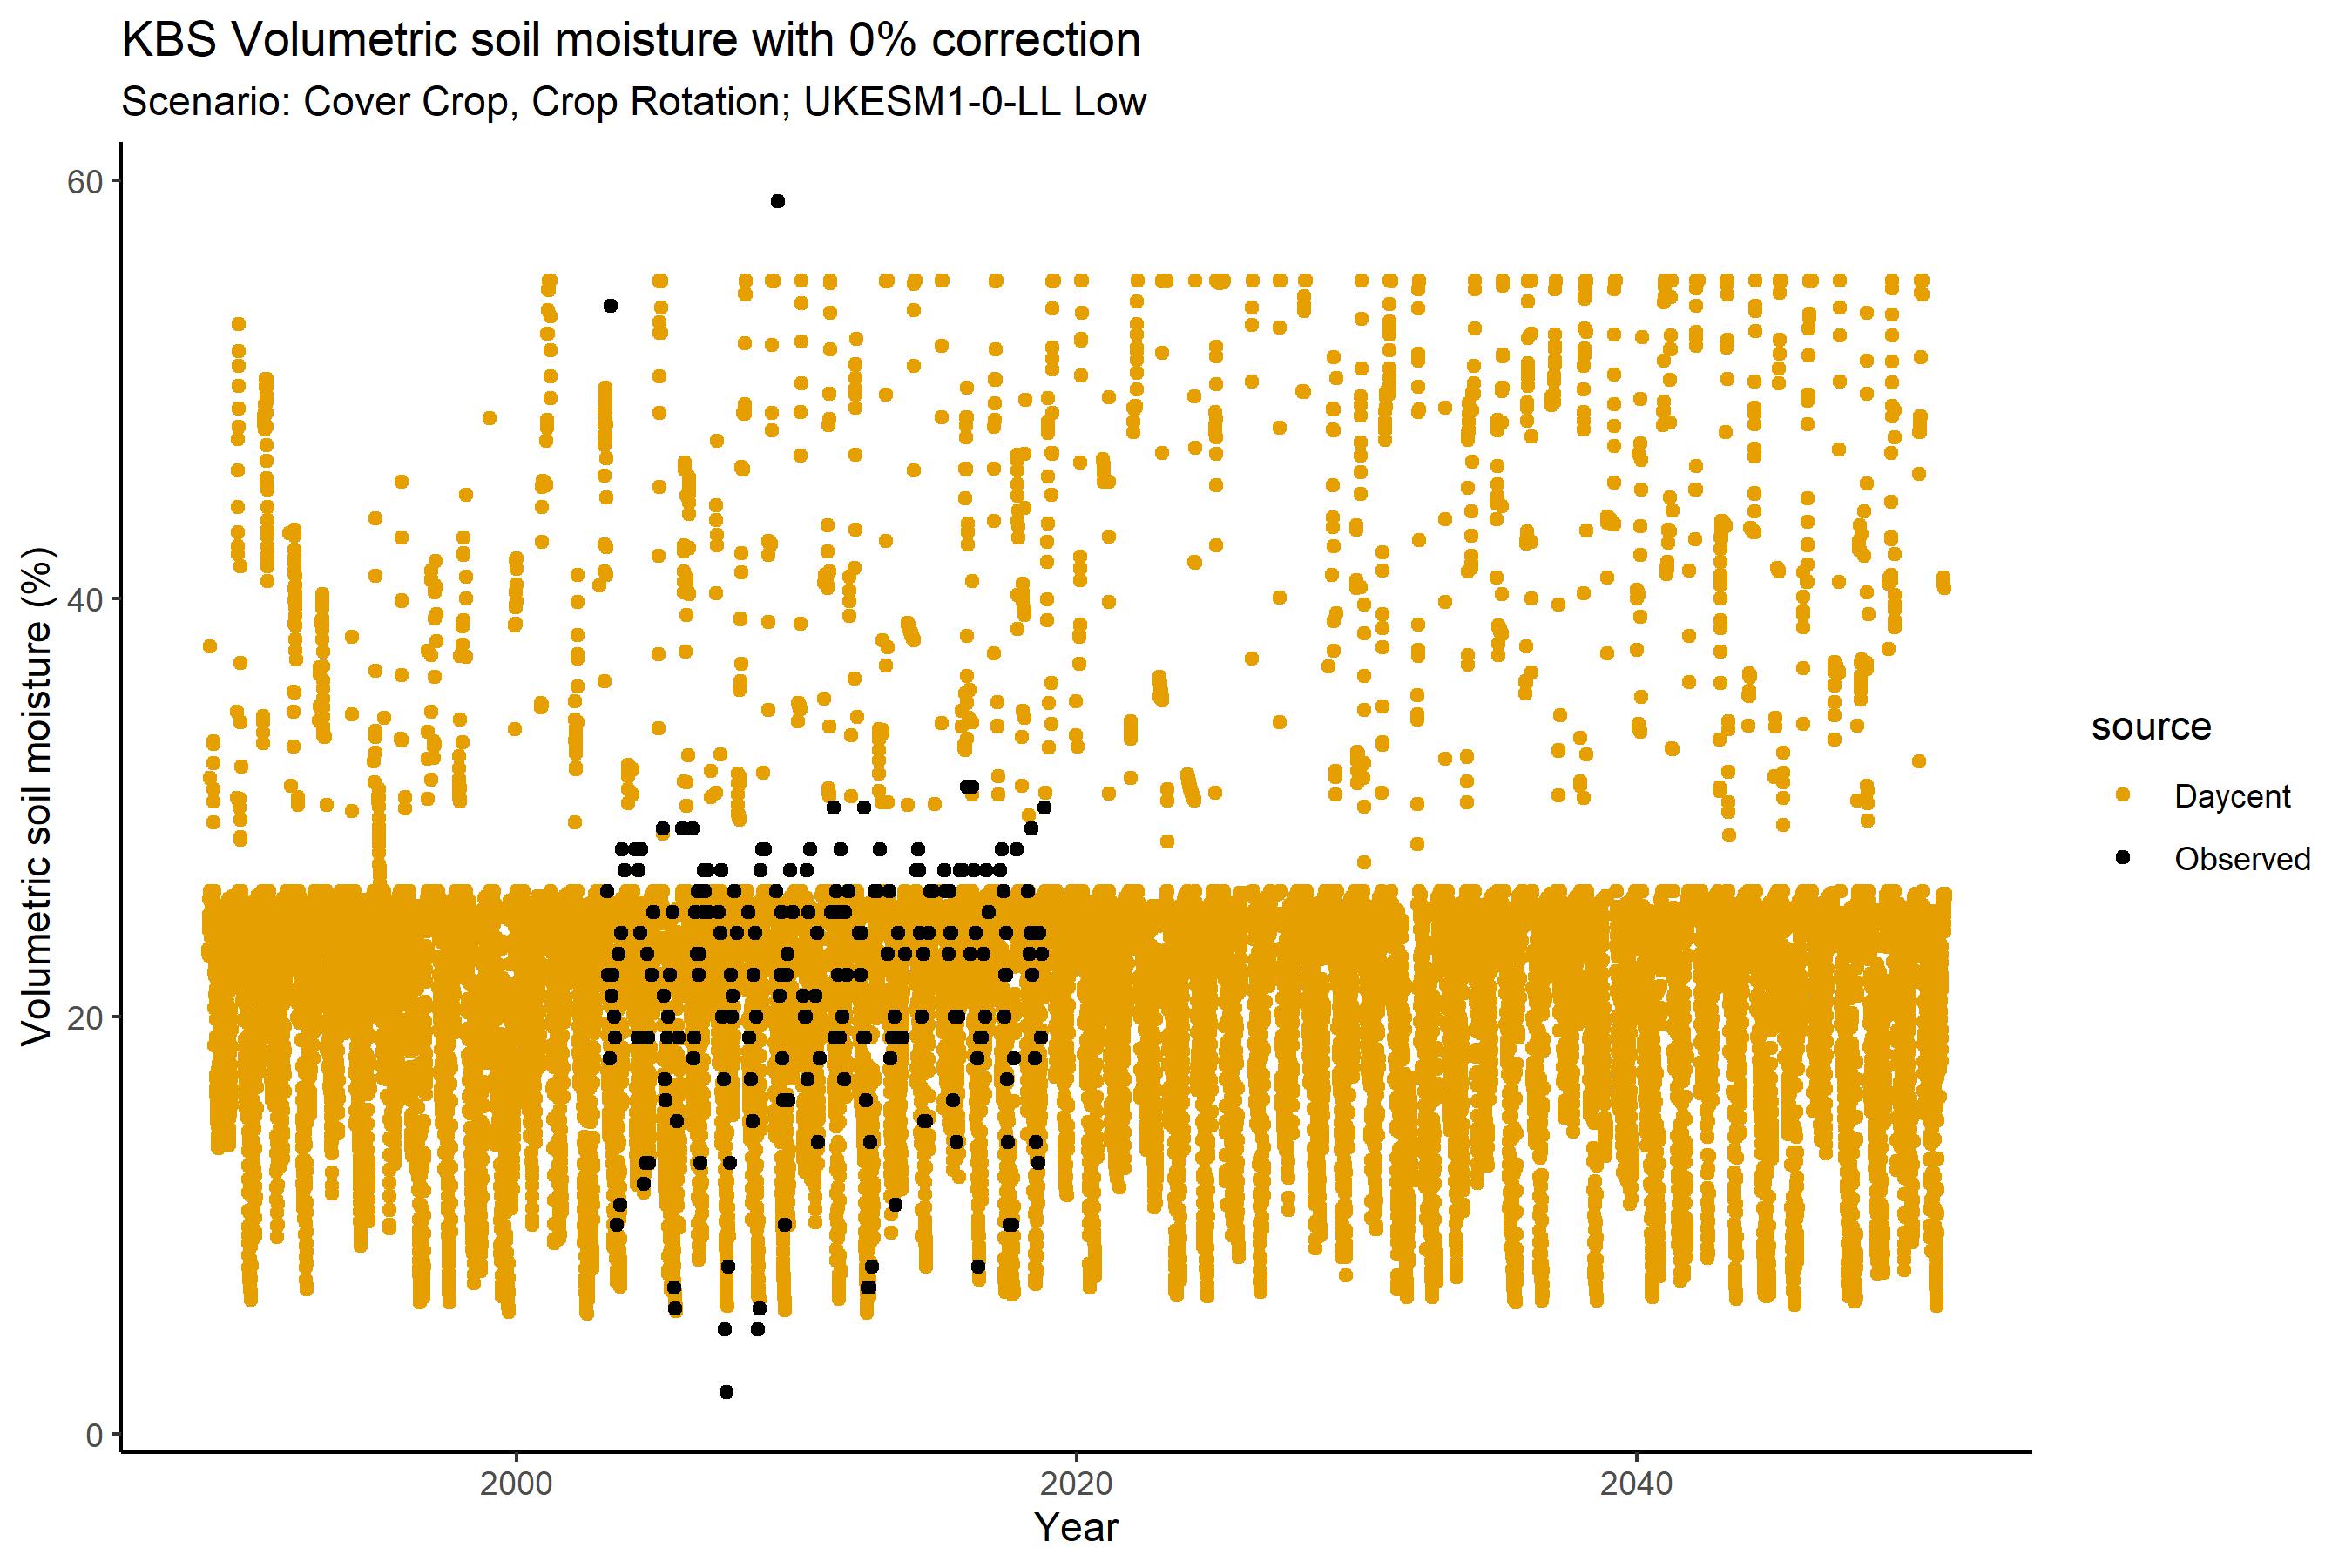 KBS Volumetric soil moisture with 0% correction
Scenario: Cover Crop, Crop Rotation; UKESM1-0-LL Low
Volumetric soil moisture (%)
60
40
20
0
2000
2020
2040
Year
source
Daycent
Observed